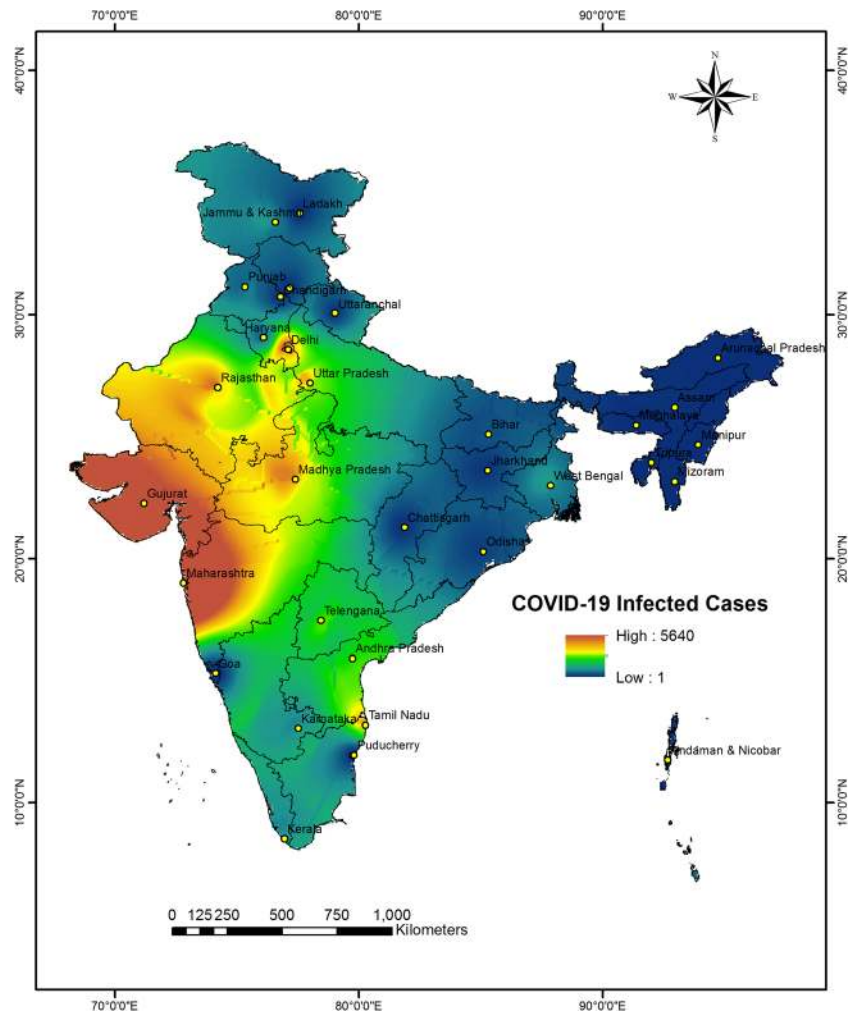 70°0'0"E 80°0'0"E 90°0'0"E
40°0'0"N 40°0'0"N
N
W E
S
Ladakh
Jammu & Kashmir
Punjab
Chandigarh
Uttaranchal
30°0'0"N 30°0'0"N
Haryana
Delhi
Arunachal Pradesh
Rajasthan
Uttar Pradesh
Assam
Meghalaya
Bihar
Manipur
Tripura
Jharkhand
West Bengal
Mizoram
Madhya Pradesh
Gujurat
Chattisgarh
Odisha
20°0'0"N 20°0'0"N
Maharashtra
COVID-19 Infected Cases
Telengana
High : 5640
Andhra Pradesh
Low : 1
Goa
Karnataka
Tamil Nadu
Puducherry
Andaman & Nicobar
10°0'0"N 10°0'0"N
Kerala
0 125 250 500 750 1,000
Kilometers
70°0'0"E 80°0'0"E 90°0'0"E